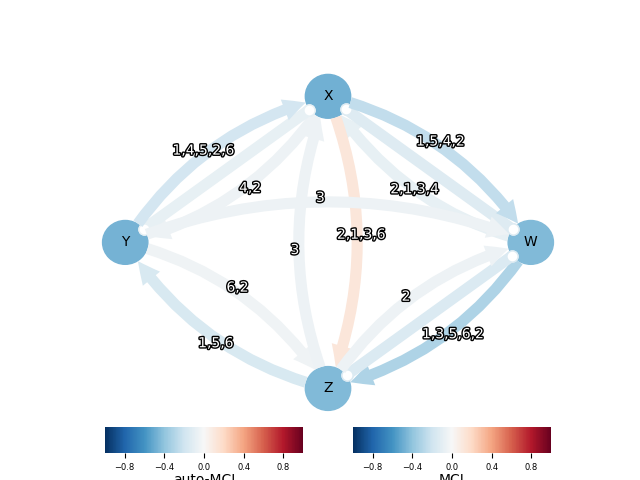 X
1,5,4,2
1,4,5,2,6
4,2
2,1,3,4
3
2,1,3,6
Y
W
3
6,2
2
1,3,5,6,2
1,5,6
Z
−0.8 −0.4 0.0 0.4 0.8
−0.8 −0.4 0.0 0.4 0.8
auto-MCI
MCI